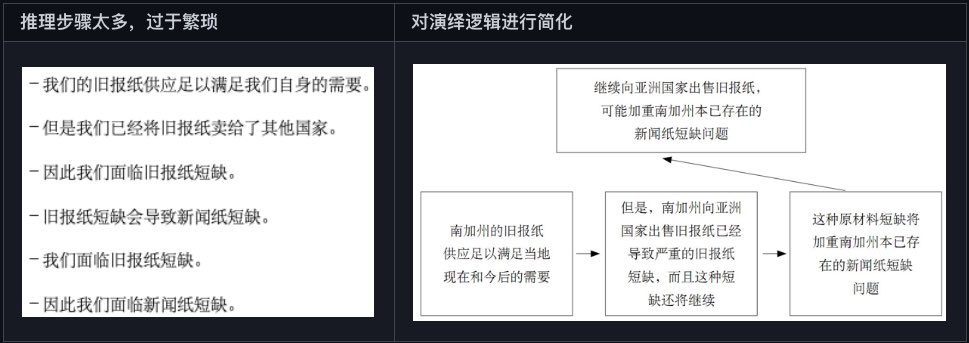 推理步骤太多，过于繁琐
对演绎逻辑进行简化
– 我们的旧报纸供应足以满足我们自身的需要。
– 但是我们已经将旧报纸卖给了其他国家。
– 因此我们面临旧报纸短缺。
– 旧报纸短缺会导致新闻纸短缺。
– 我们面临旧报纸短缺。
– 因此我们面临新闻纸短缺。
继续向亚洲国家出售旧报纸，
可能加重南加州本已存在的
新闻纸短缺问题
南加州的旧报纸
供应足以满足当地
现在和今后的需要
但是，南加州向亚洲
国家出售旧报纸已经
导致严重的旧报纸
短缺，而且这种短
缺还将继续
这种原材料短缺将
加重南加州本已存
在的新闻纸短缺
问题